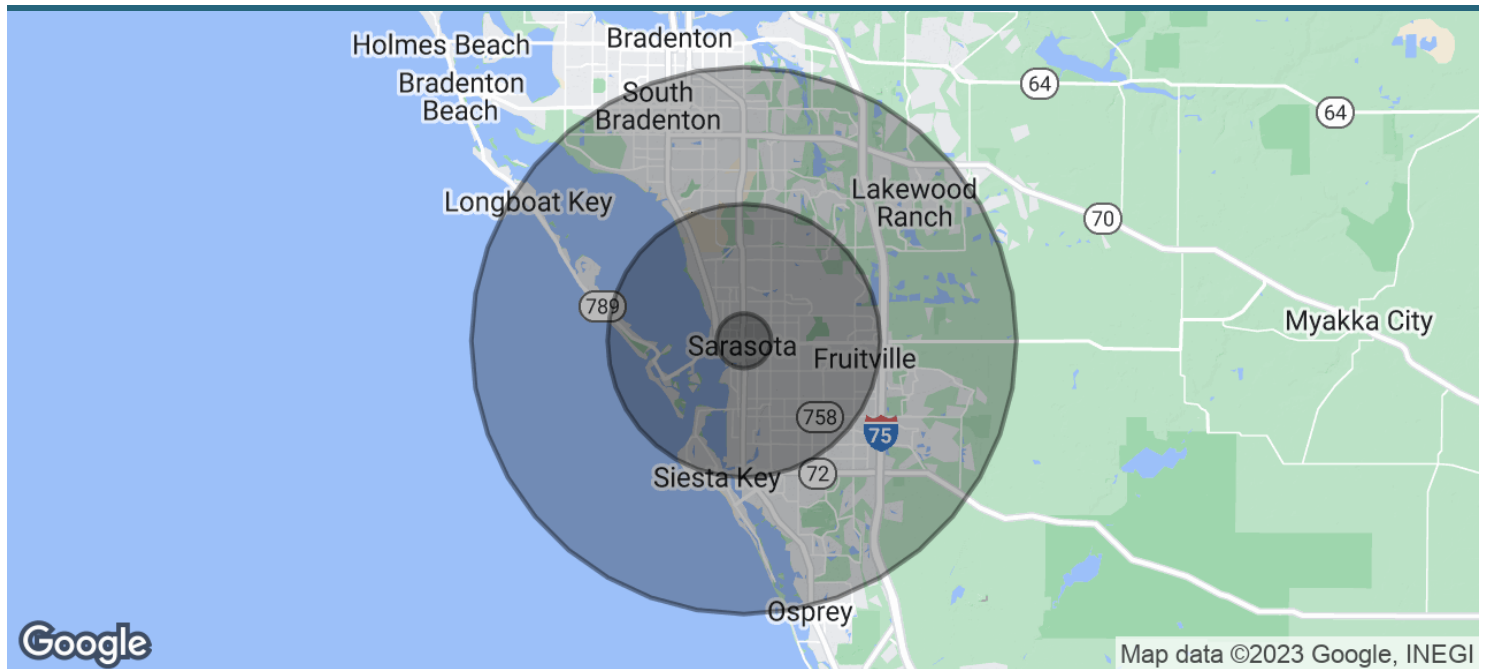 Holmes Beach
Bradenton
Bradenton
Beach
64
64
South
Bradenton
Longboat Key
Lakewood
Ranch
70
789
Myakka City
Sarasota
Fruitville
758
75
Siesta Key
72
Osprey
Google
Map data ©2023 Google, INEGI